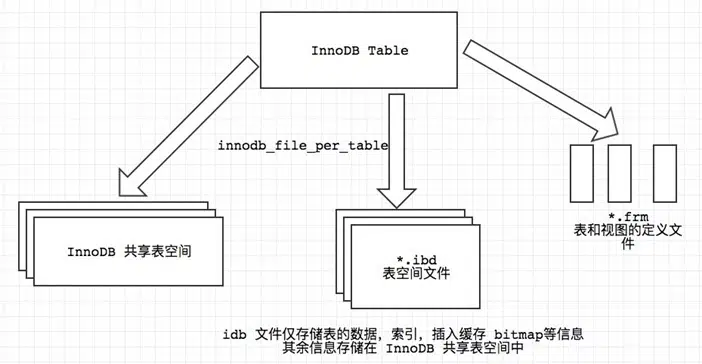 InnoDB Table
innodb_file_per_table
InnoDB 共享表空间
*.ibd
表空间文件
*.frm
表和视图的定义文
件
idb 文件仅存储表的数据，索引，插入缓存 bitmap等信息
其余信息存储在 InnoDB 共享表空间中